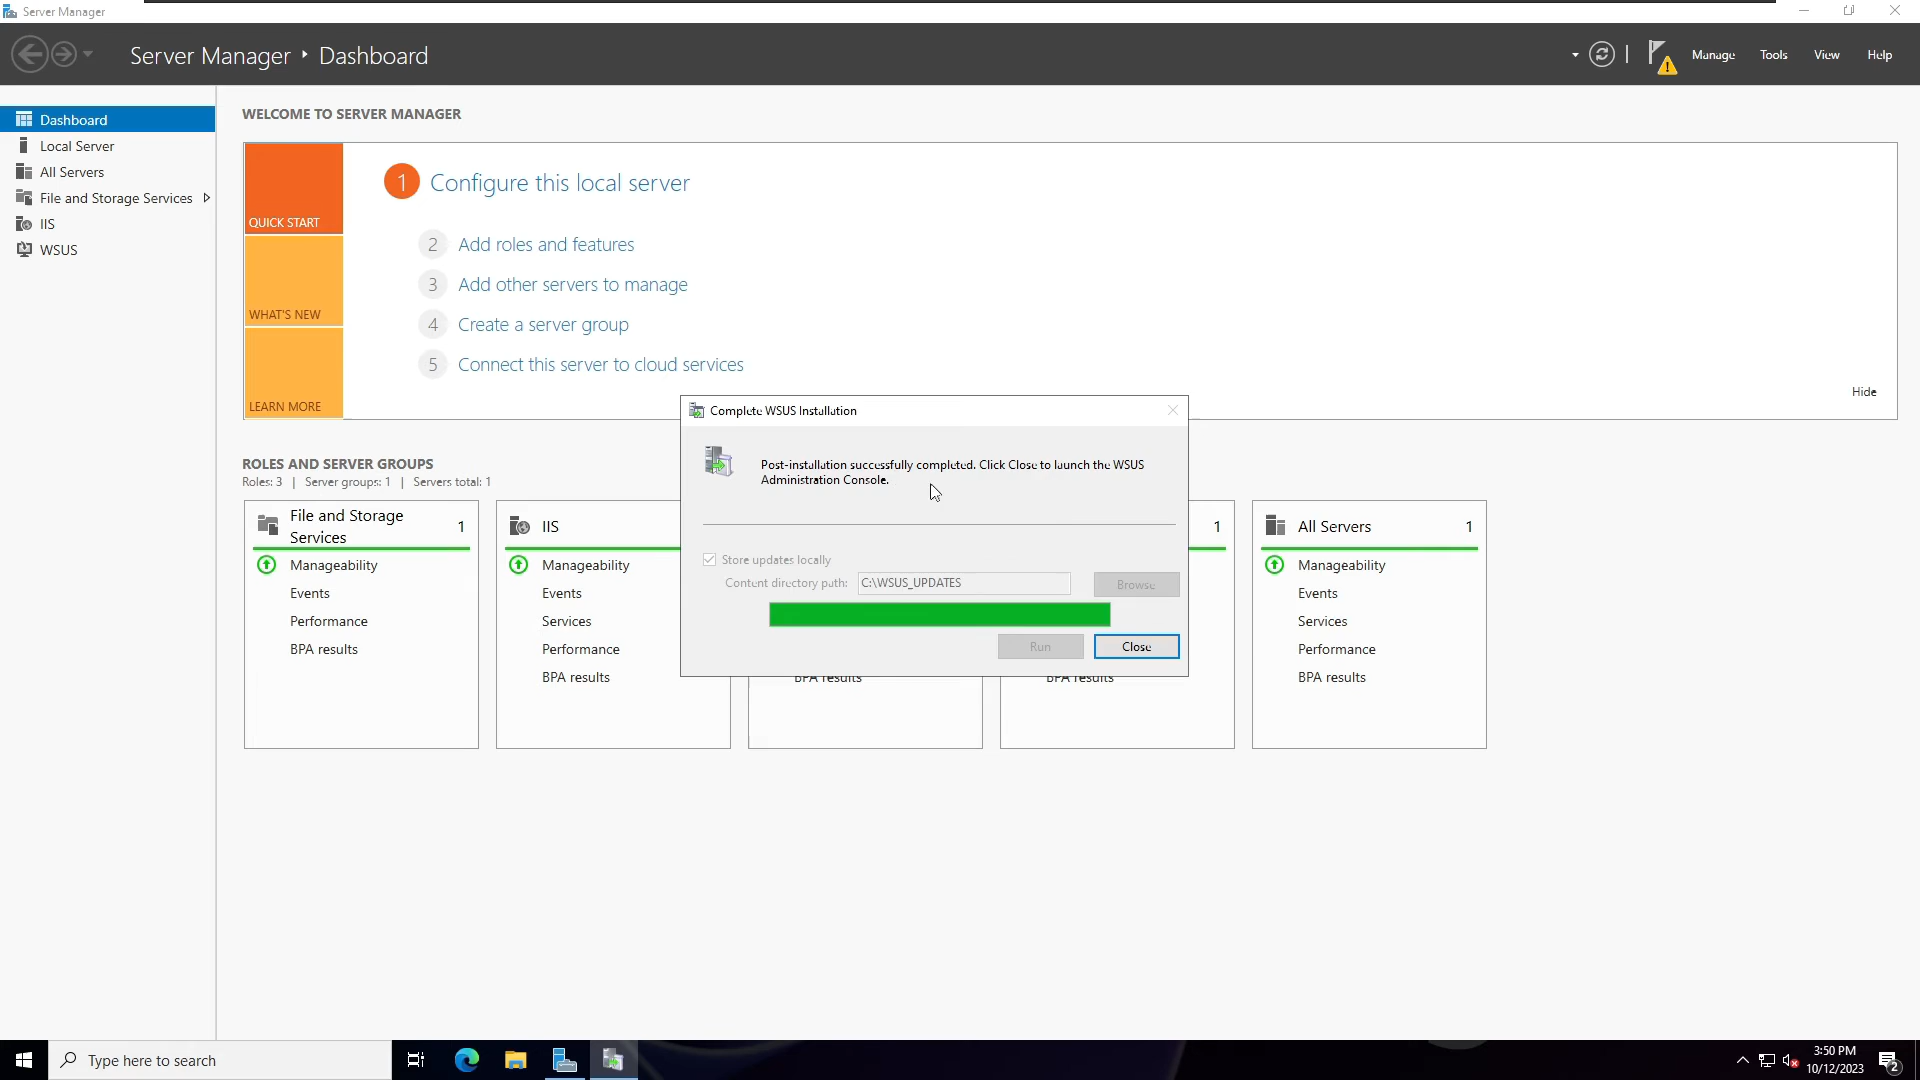 Server Manager
Server Manager ‣ Dashboard
Manage
Tools
View
Help
Dashboard
Local Server
All Servers
File and Storage Services
IIS
WSUS
WELCOME TO SERVER MANAGER
QUICK START
WHAT'S NEW
LEARN MORE
1 Configure this local server
2 Add roles and features
3 Add other servers to manage
4 Create a server group
5 Connect this server to cloud services
Hide
Complete WSUS Installation
Post-installation successfully completed. Click Close to launch the WSUS
Administration Console.
Store updates locally
Content directory path: C:\WSUS_UPDATES
Browse
Run
Close
ROLES AND SERVER GROUPS
Roles: 3 | Server groups: 1 | Servers total: 1
File and Storage
Services
1
Manageability
Events
Performance
BPA results
IIS
Manageability
Events
Services
Performance
BPA results
BPA results
1
BPA results
All Servers
1
Manageability
Events
Services
Performance
BPA results
Type here to search
3:50 PM
10/12/2023
2